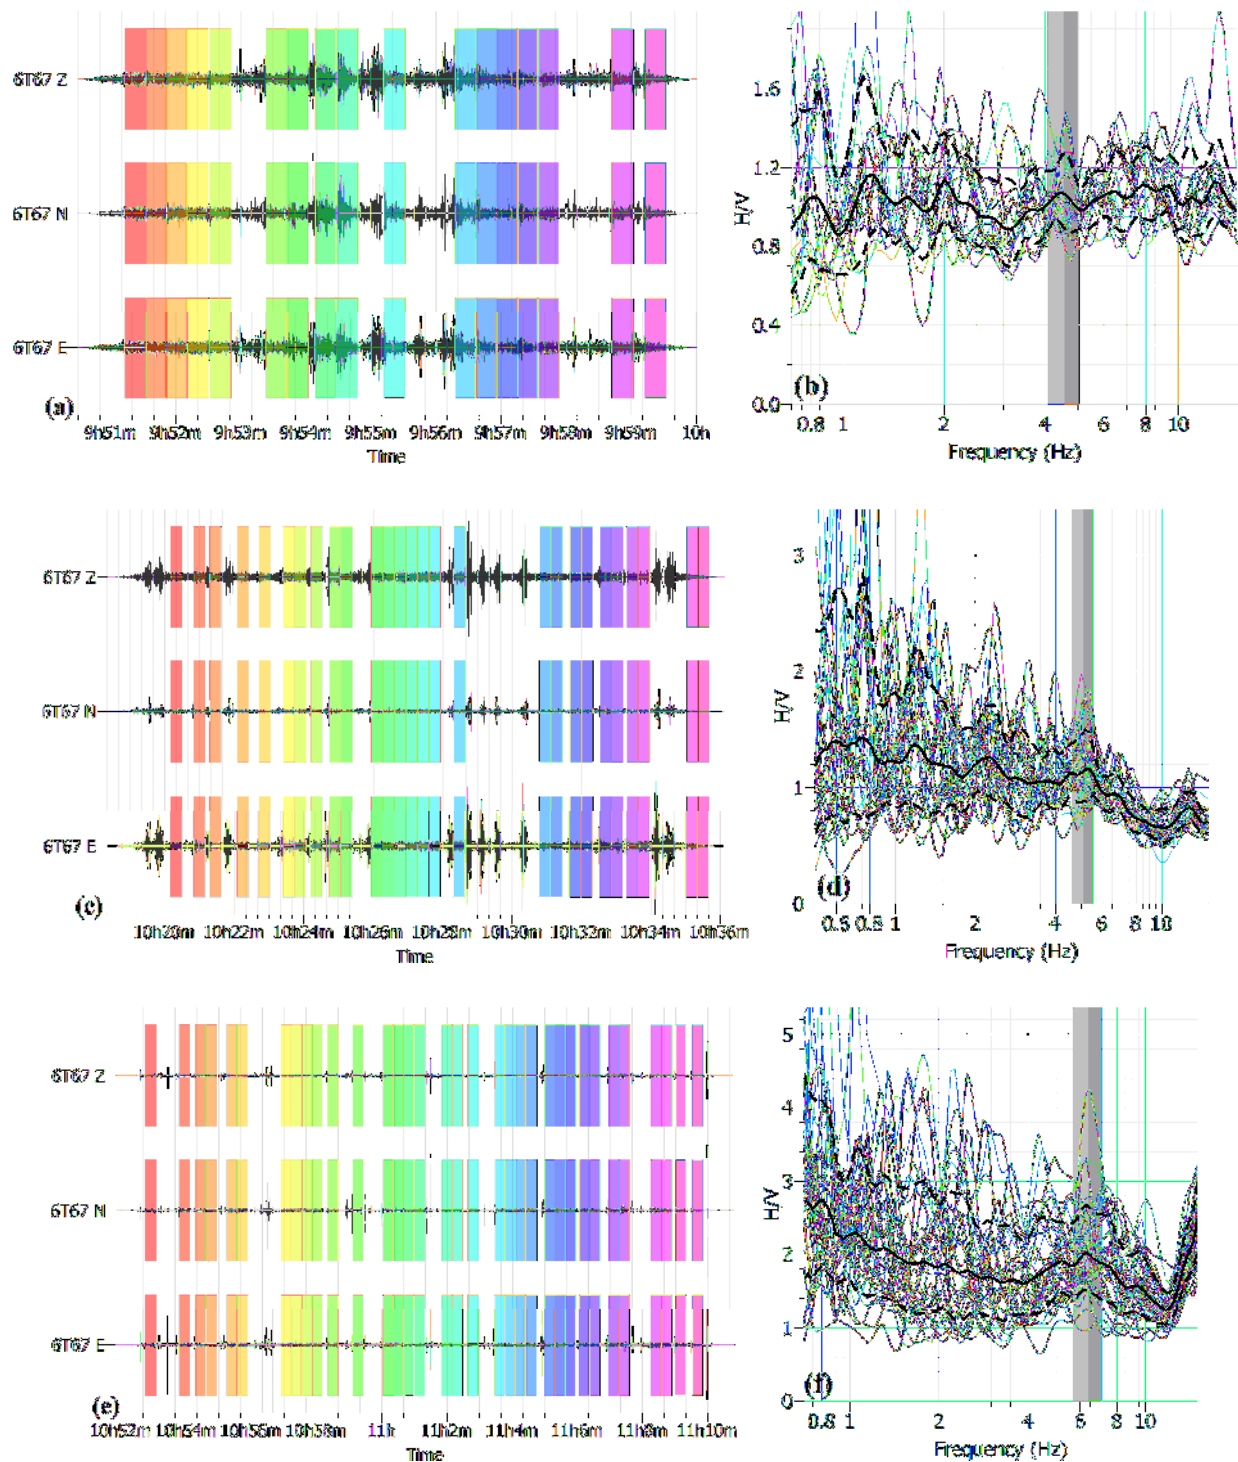 6T67 Z
6T67 N
6T67 E
(a)
9h51m 9h52m 9h53m 9h54m 9h55m 9h56m 9h57m 9h58m 9h59m 10h
Time
H/V
1.6
1.2
0.8
0.4
0.0
(b)
0.8 1 2 4 6 8 10
Frequency (Hz)
6T67 Z
6T67 N
6T67 E
(c)
10h20m 10h22m 10h24m 10h26m 10h28m 10h30m 10h32m 10h34m 10h36m
Time
H/V
3
2
1
0
(d)
0.6 0.8 1 2 4 6 8 10
Frequency (Hz)
6T67 Z
6T67 N
6T67 E
(e)
10h52m 10h54m 10h56m 10h58m 11h 11h2m 11h4m 11h6m 11h8m 11h10m
Time
H/V
5
4
3
2
1
0
(f)
0.8 1 2 4 6 8 10
Frequency (Hz)